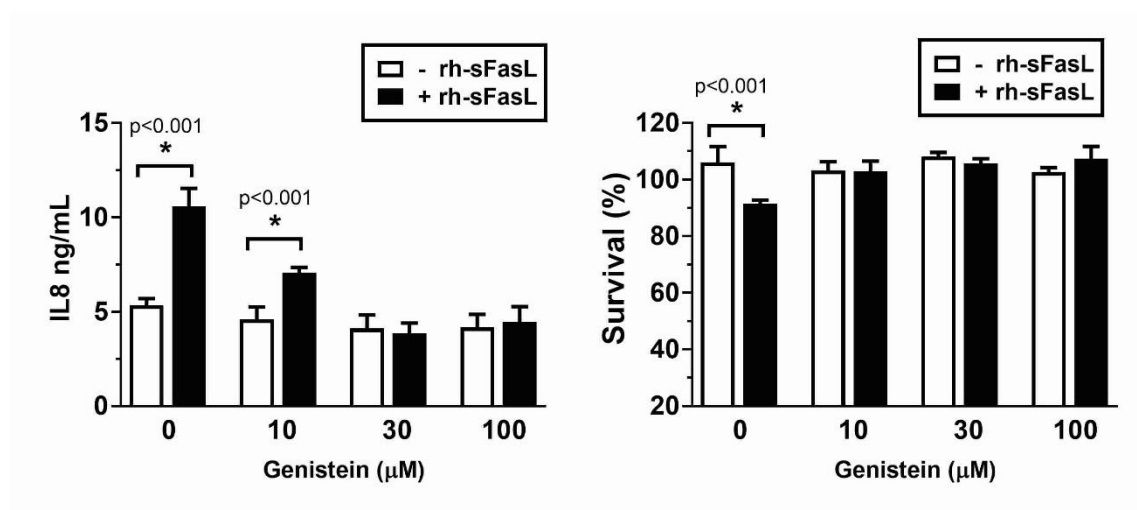 - rh-sFasL
+ rh-sFasL
p<0.001
*
p<0.001
*
15
10
5
0
IL8 ng/mL
0 10 30 100
Genistein (μM)
- rh-sFasL
+ rh-sFasL
p<0.001
*
120
100
80
60
40
20
Survival (%)
0 10 30 100
Genistein (μM)